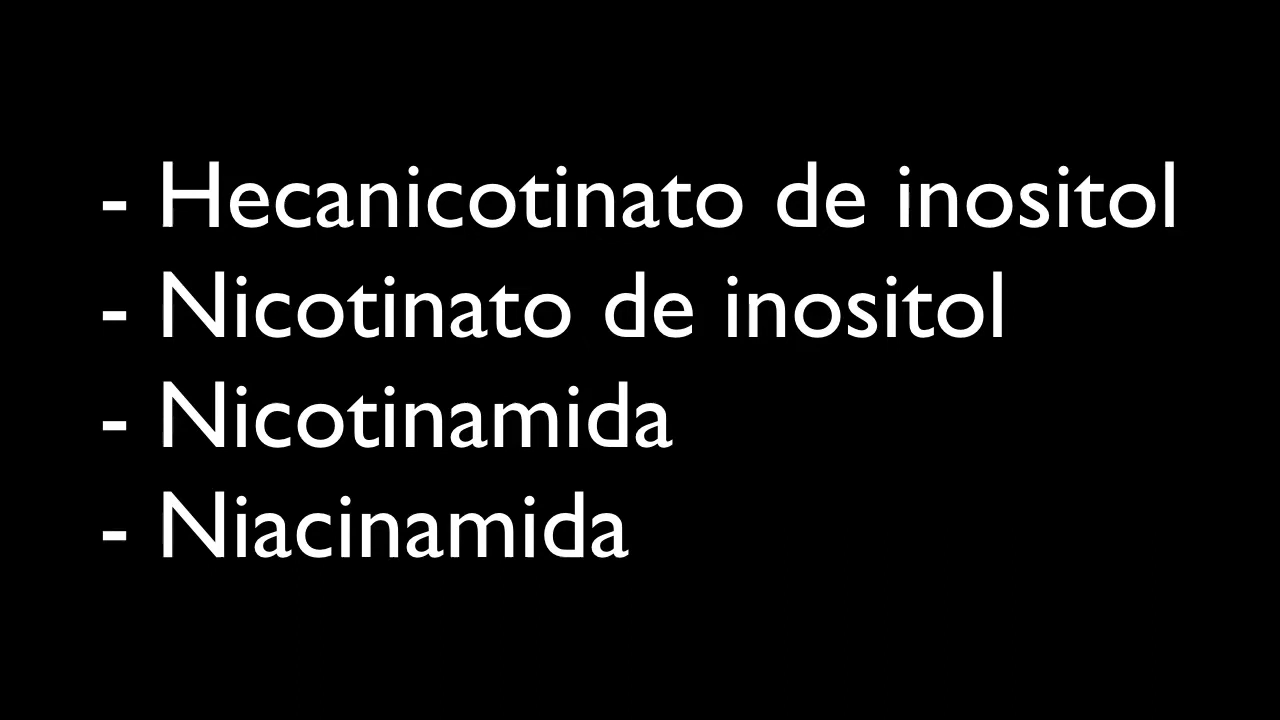 - Hecanicotinato de inositol
- Nicotinato de inositol
- Nicotinamida
- Niacinamida